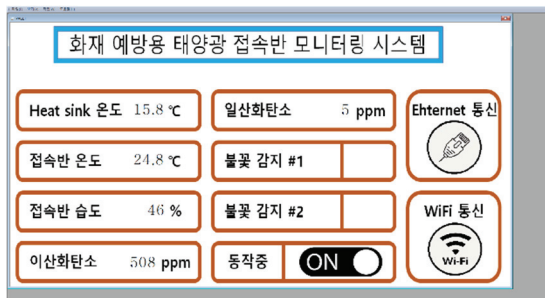 화재 예방용 태양광 접속반 모니터링 시스템
Heat sink 온도 15.8 ℃
일산화탄소 5 ppm
Ehternet 통신
접속반 온도 24.8 ℃
불꽃 감지 #1
접속반 습도 46 %
불꽃 감지 #2
WiFi 통신
이산화탄소 508 ppm
동작중 ON
Wi-Fi